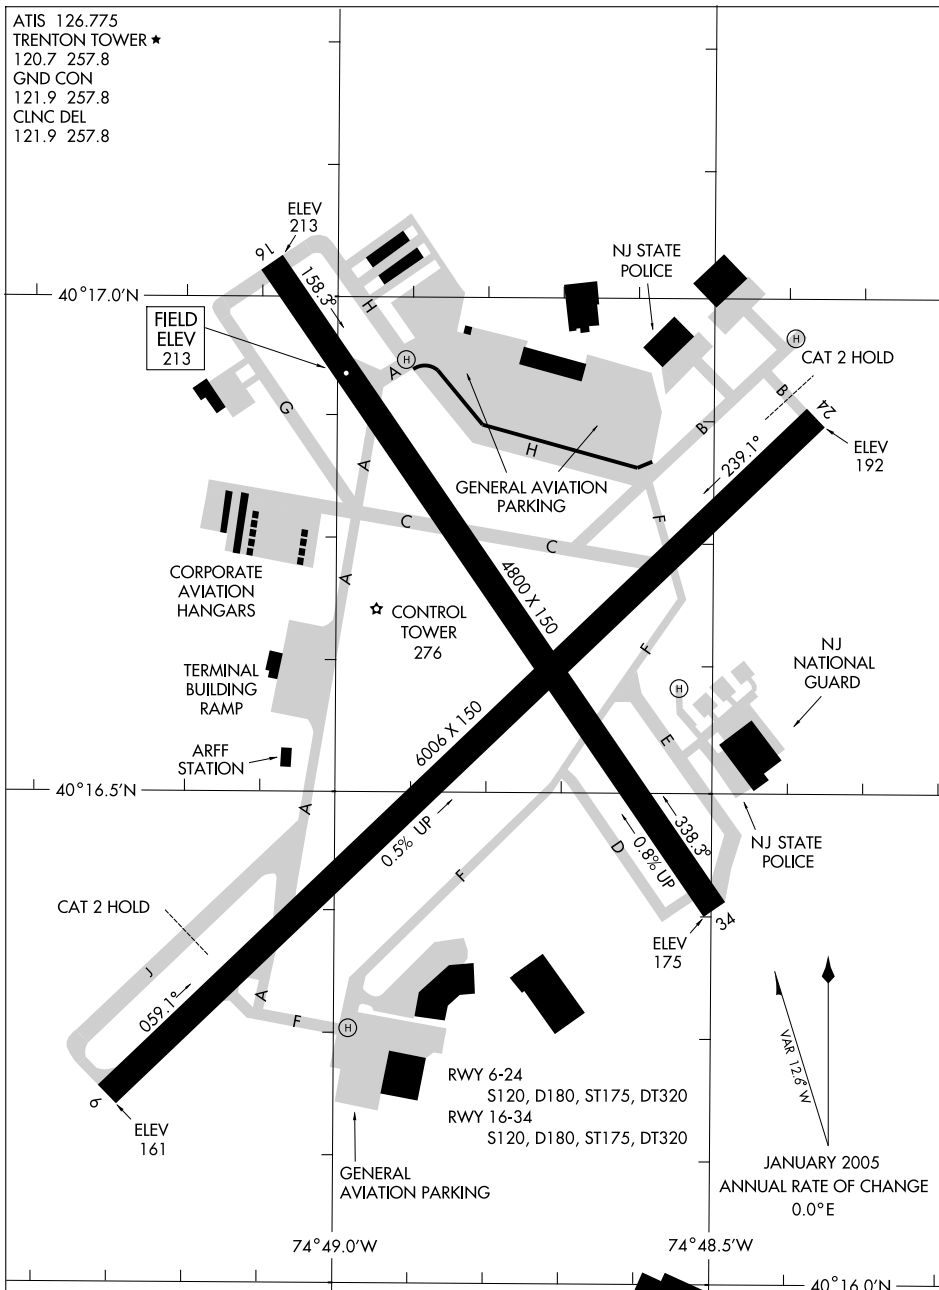 ATIS 126.775
TRENTON TOWER ★
120.7 257.8
GND CON
121.9 257.8
CLNC DEL
121.9 257.8
ELEV
213
16
158.3°
NJ STATE
POLICE
40°17.0'N
H
FIELD
ELEV
213
H
H
CAT 2 HOLD
A
B
24
G
B
ELEV
192
239.1°
H
A
GENERAL AVIATION
PARKING
F
C
C
CORPORATE
AVIATION
HANGARS
A
4800 X 150
CONTROL
TOWER
276
F
NJ
NATIONAL
GUARD
TERMINAL
BUILDING
RAMP
H
6006 X 150
E
ARFF
STATION
40°16.5'N
A
0.5% UP
338.3°
D
0.8% UP
NJ STATE
POLICE
F
CAT 2 HOLD
34
ELEV
175
J
059.1°
A
F
H
VAR 12.6°W
RWY 6-24
S120, D180, ST175, DT320
RWY 16-34
S120, D180, ST175, DT320
6
ELEV
161
JANUARY 2005
ANNUAL RATE OF CHANGE
0.0°E
GENERAL
AVIATION PARKING
74°49.0'W
74°48.5'W
40°16.0'N